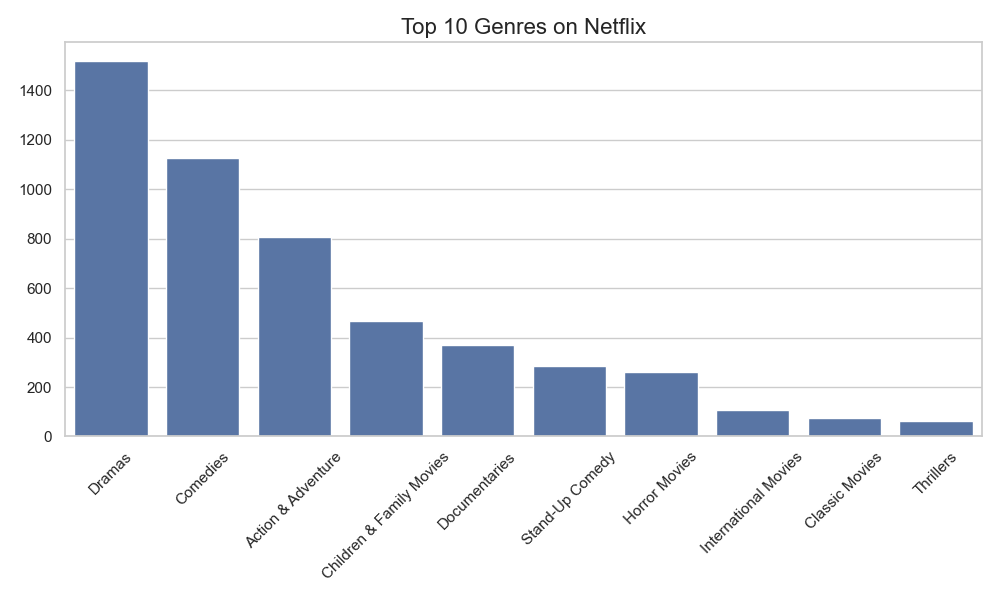 Top 10 Genres on Netflix
1400
1200
1000
800
600
400
200
0
Dramas
Comedies
Action & Adventure
Children & Family Movies
Documentaries
Stand-Up Comedy
Horror Movies
International Movies
Classic Movies
Thrillers